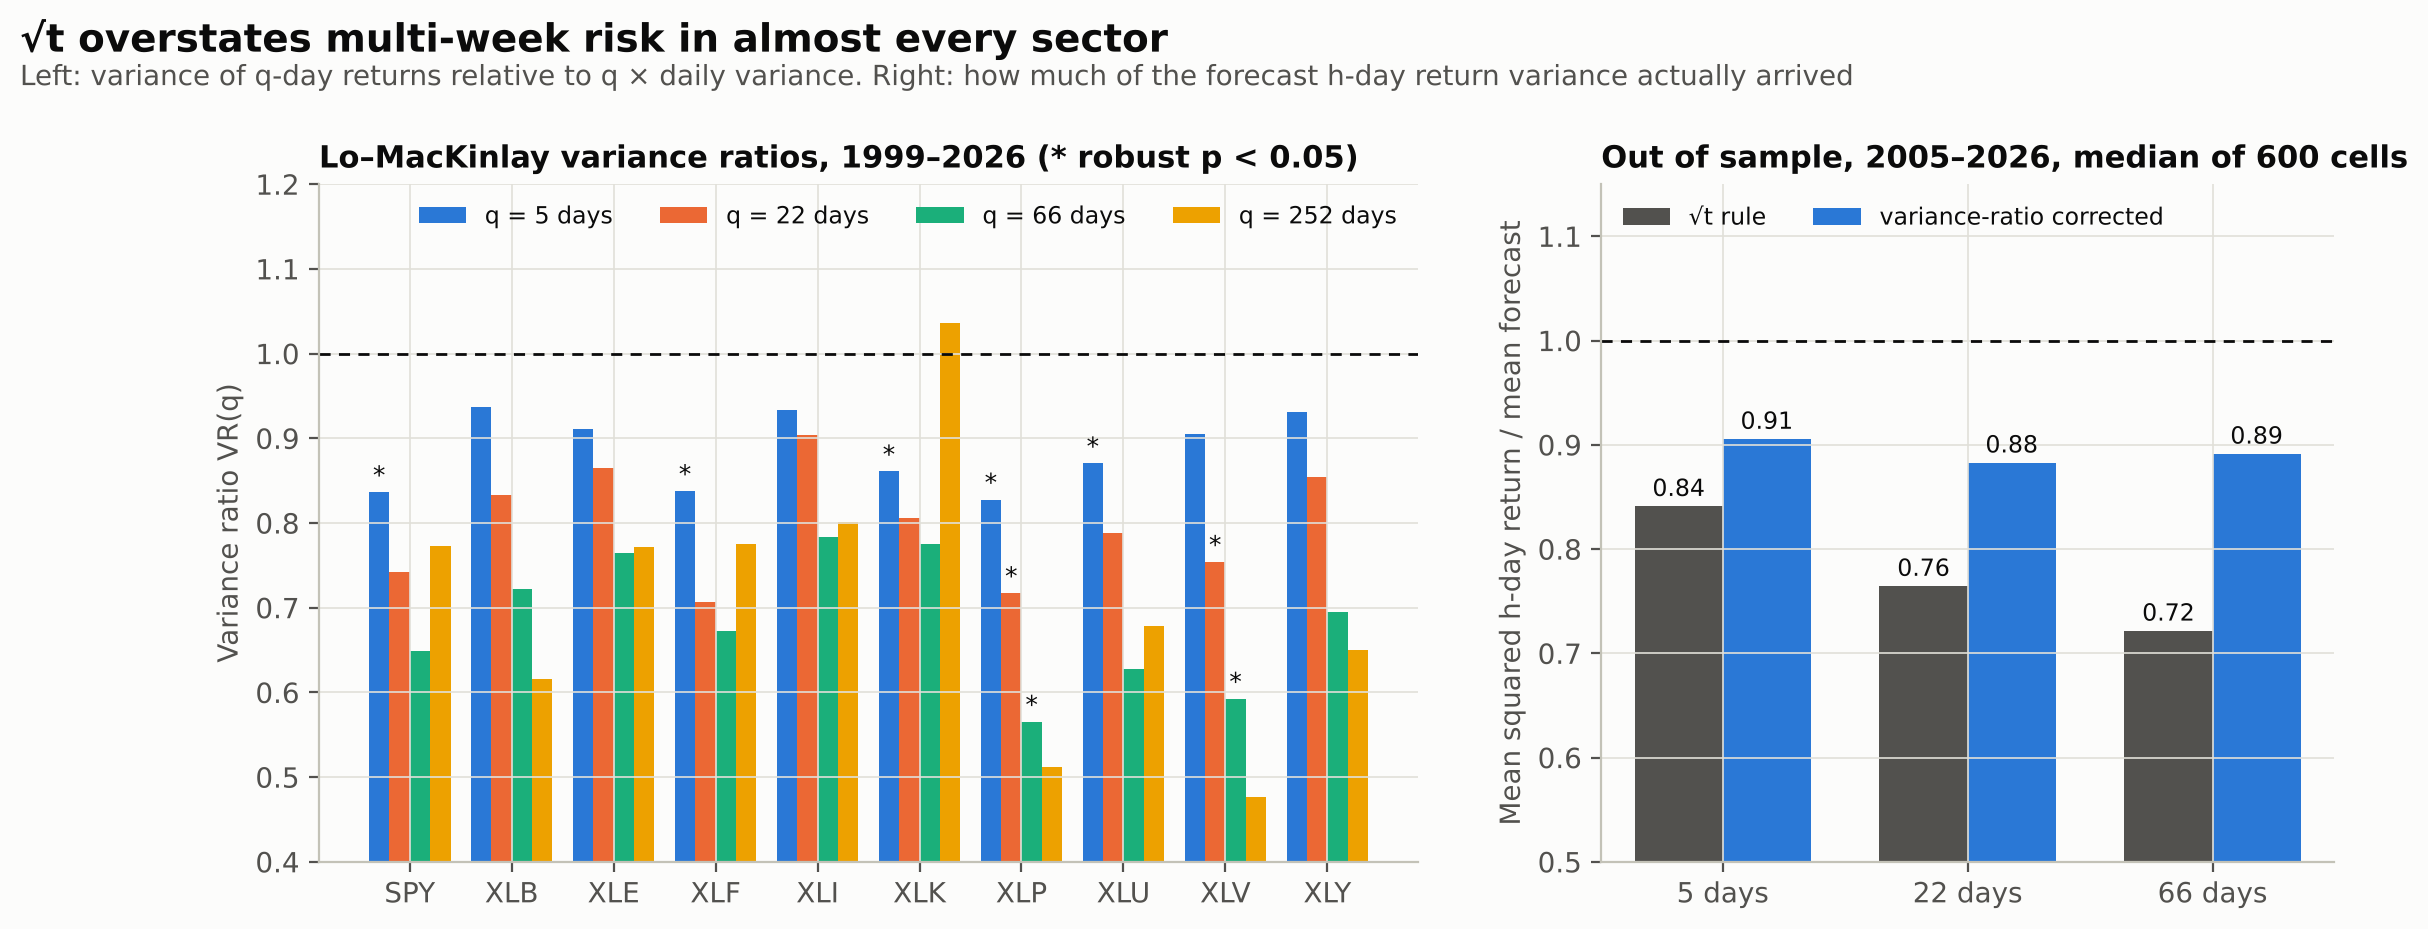 √t overstates multi-week risk in almost every sector
Left: variance of q-day returns relative to q × daily variance. Right: how much of the forecast h-day return variance actually arrived
Lo–MacKinlay variance ratios, 1999–2026 (* robust p < 0.05)
q = 5 days
q = 22 days
q = 66 days
q = 252 days
Variance ratio VR(q)
1.2
1.1
1.0
0.9
0.8
0.7
0.6
0.5
0.4
*
*
*
*
*
*
*
*
*
SPY
XLB
XLE
XLF
XLI
XLK
XLP
XLU
XLV
XLY
Out of sample, 2005–2026, median of 600 cells
√t rule
variance-ratio corrected
Mean squared h-day return / mean forecast
1.1
1.0
0.9
0.8
0.7
0.6
0.5
0.84
0.91
0.76
0.88
0.72
0.89
5 days
22 days
66 days